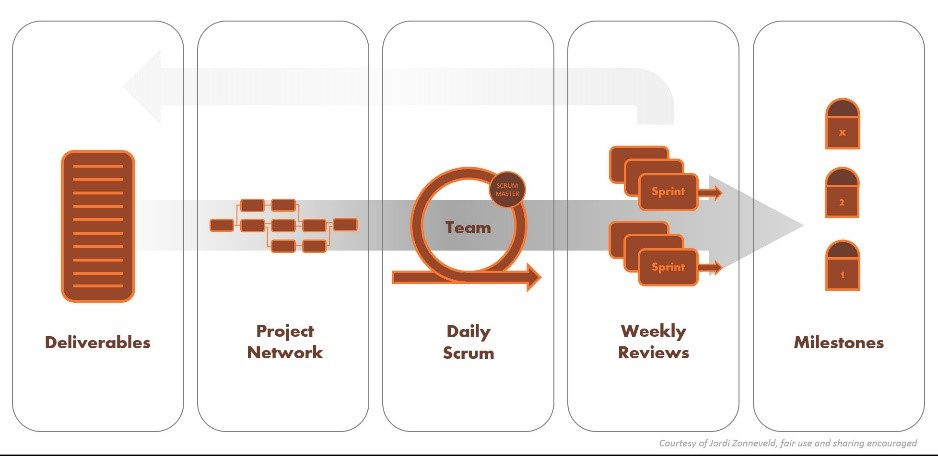 SCRUM
MASTER
Team
Sprint
Sprint
X
2
1
Deliverables
Project
Network
Daily
Scrum
Weekly
Reviews
Milestones
Courtesy of Jordi Zonneveld, fair use and sharing encouraged